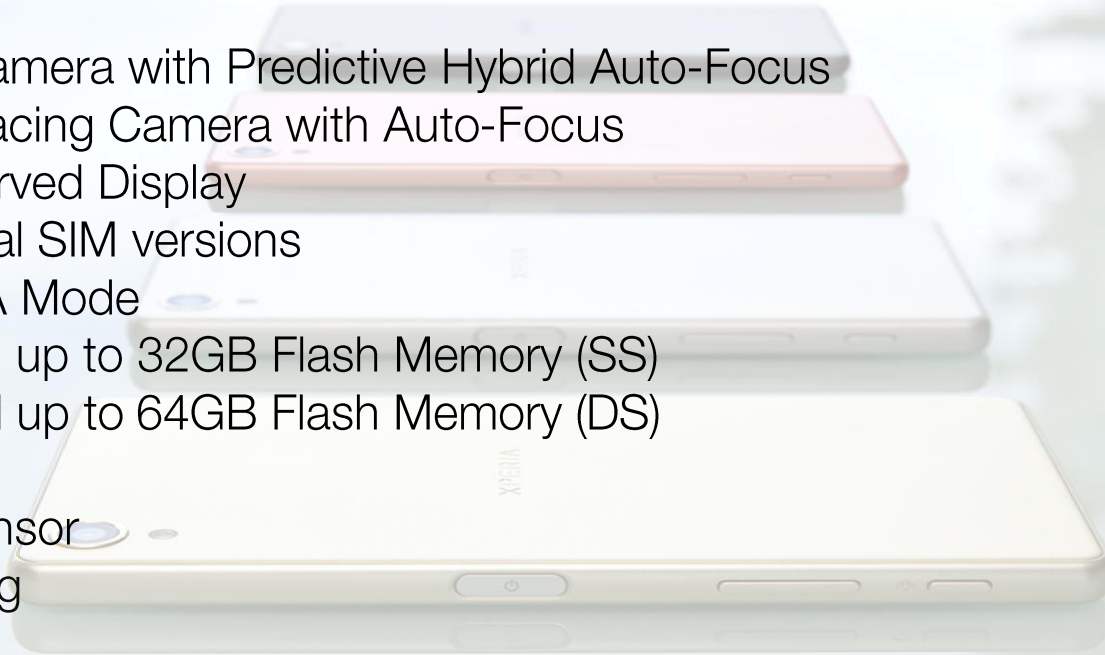 amera with Predictive Hybrid Auto-Focus
acing Camera with Auto-Focus
rved Display
al SIM versions
A Mode
up to 32GB Flash Memory (SS)
up to 64GB Flash Memory (DS)
XPERIA
nsor
g